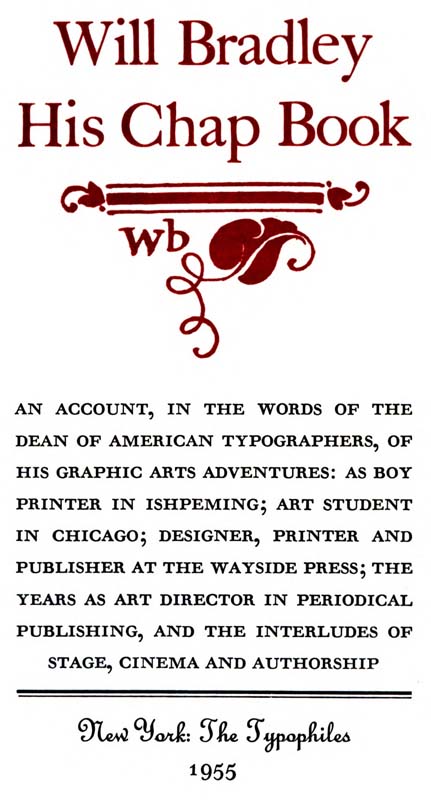 Will Bradley
His Chap Book
wb
AN ACCOUNT, IN THE WORDS OF THE
DEAN OF AMERICAN TYPOGRAPHERS, OF
HIS GRAPHIC ARTS ADVENTURES: AS BOY
PRINTER IN ISHPEMING; ART STUDENT
IN CHICAGO; DESIGNER, PRINTER AND
PUBLISHER AT THE WAYSIDE PRESS; THE
YEARS AS ART DIRECTOR IN PERIODICAL
PUBLISHING, AND THE INTERLUDES OF
STAGE, CINEMA AND AUTHORSHIP
New York: The Typophiles
1955